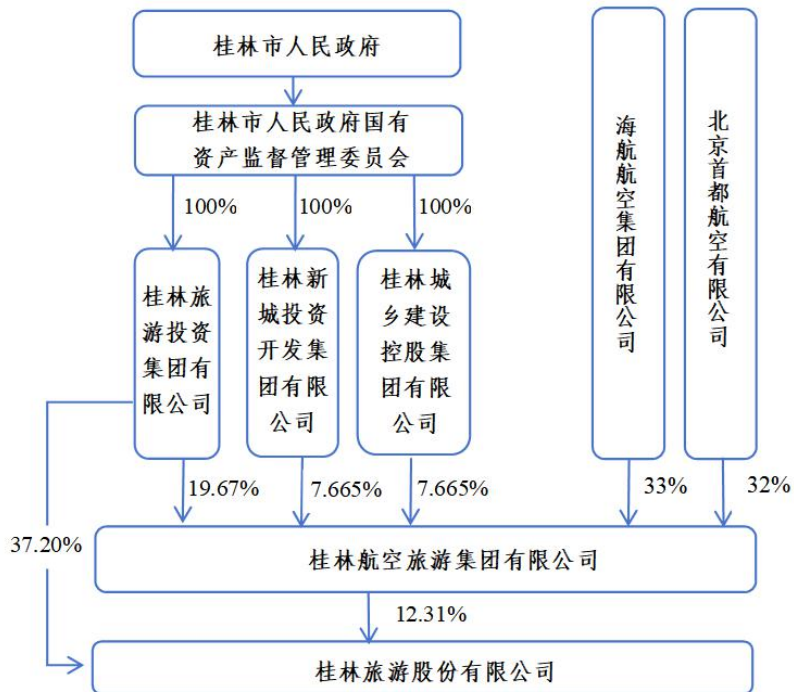 桂林市人民政府
桂林市人民政府国有
资产监督管理委员会
100%
100%
100%
桂林旅
游投资
集团有
限公司
桂林新
城投资
开发集
团有限
公司
桂林城
乡建设
控股集
团有限
公司
海航航空集团有限公司
北京首都航空有限公司
19.67%
7.665%
7.665%
33%
32%
37.20%
桂林航空旅游集团有限公司
12.31%
桂林旅游股份有限公司